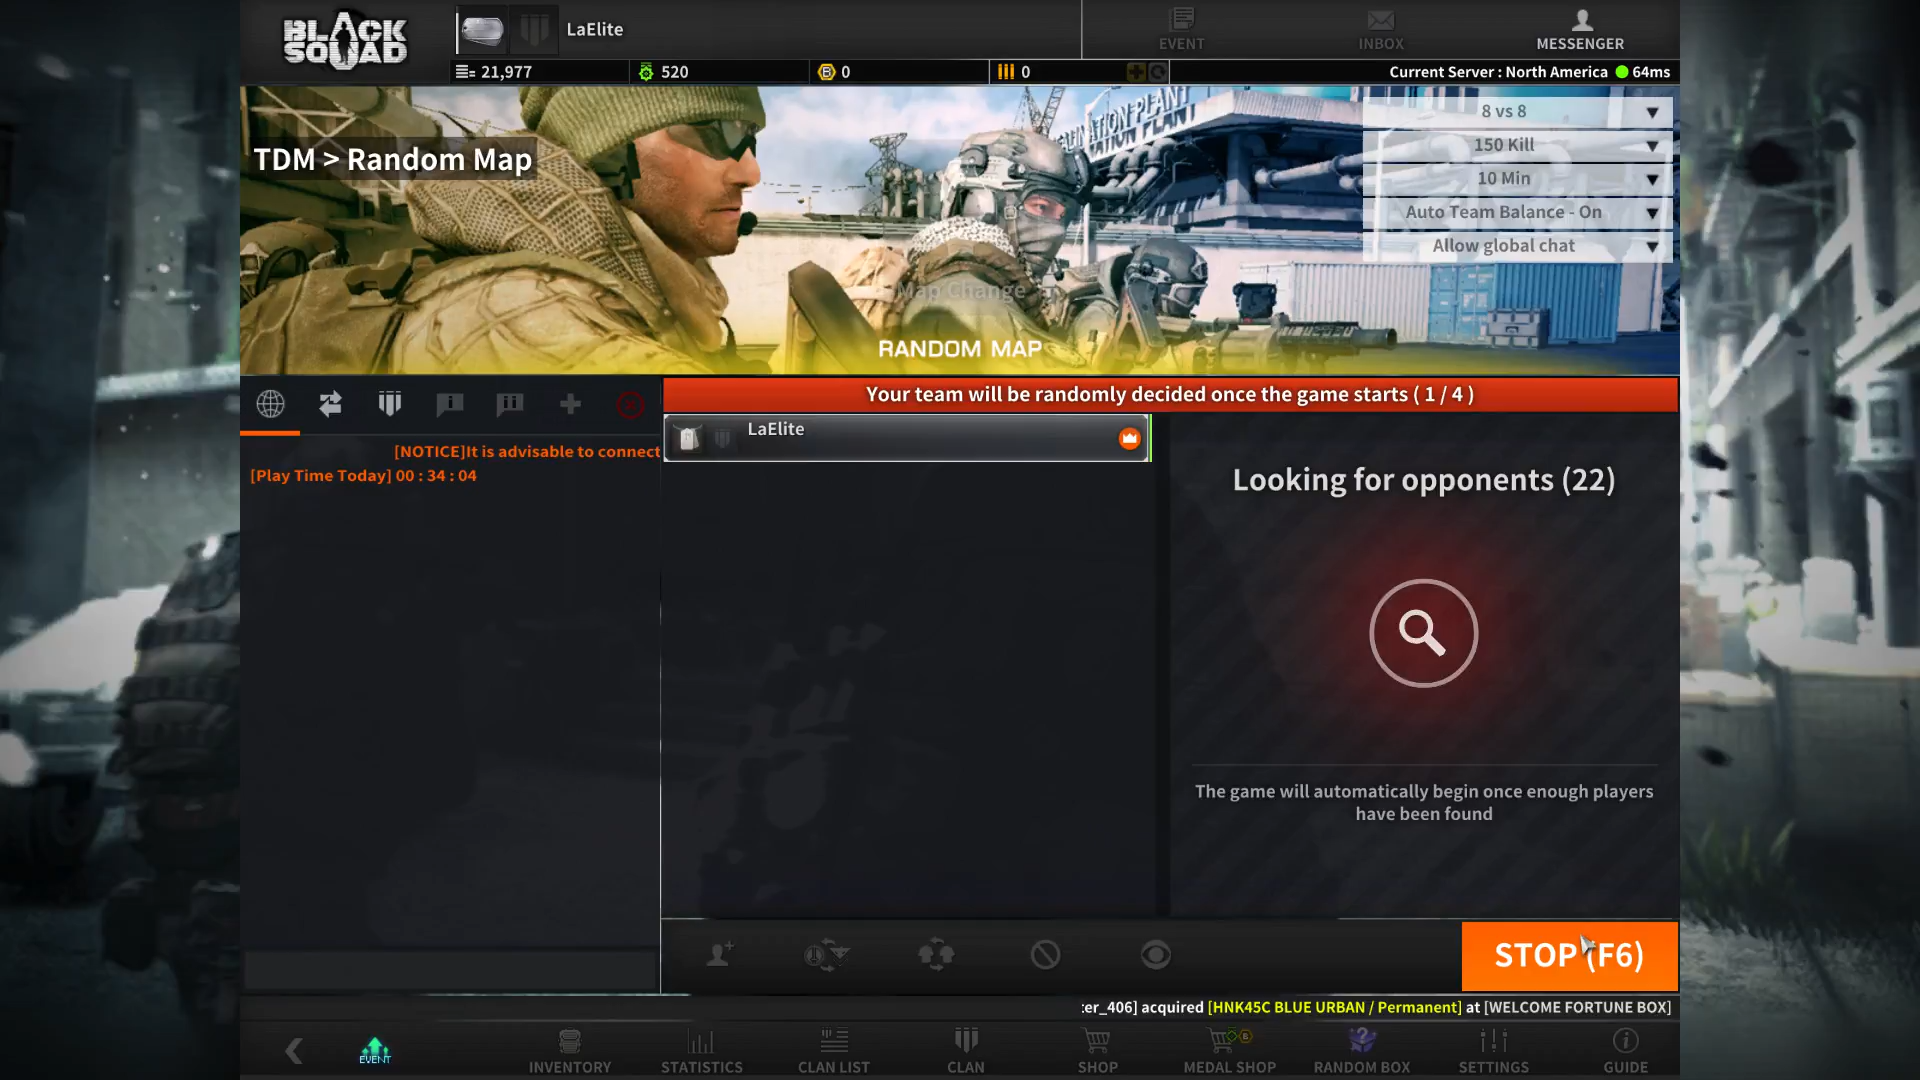 BLACK SQUAD
LaElite
EVENT
INBOX
MESSENGER
21,977
520
0
0
Current Server : North America 64ms
TDM > Random Map
8 vs 8
150 Kill
10 Min
Auto Team Balance - On
Allow global chat
Map Change
RANDOM MAP
Your team will be randomly decided once the game starts ( 1 / 4 )
LaElite
[NOTICE]It is advisable to connect
[Play Time Today] 00 : 34 : 04
Looking for opponents (22)
The game will automatically begin once enough players
have been found
STOP (F6)
ter_406] acquired [HNK45C BLUE URBAN / Permanent] at [WELCOME FORTUNE BOX]
EVENT
INVENTORY
STATISTICS
CLAN LIST
CLAN
SHOP
MEDAL SHOP
RANDOM BOX
SETTINGS
GUIDE